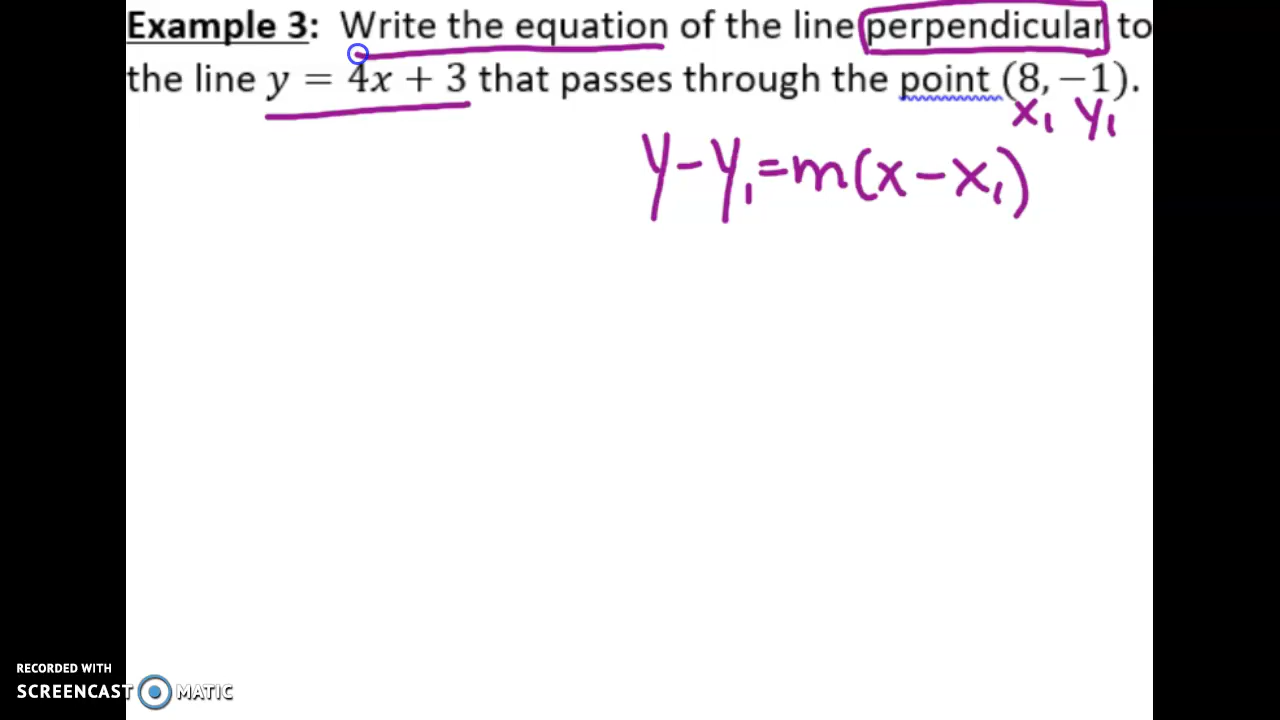 Example 3: Write the equation of the line perpendicular to
the line y = 4x + 3 that passes through the point (8, −1).
x₁ y₁
y − y₁ = m(x − x₁)
RECORDED WITH
SCREENCAST MATIC